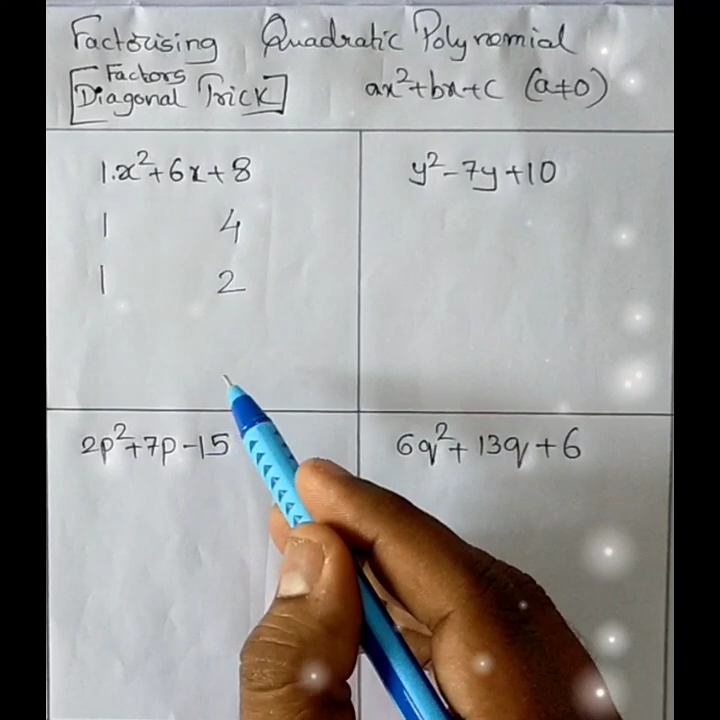 Factorising Quadratic Polynomial
[Factors Diagonal Trick] ax²+bx+c (a≠0)
1.x²+6x+8
1 4
1 2
y²-7y+10
2p²+7p-15
6q²+13q+6